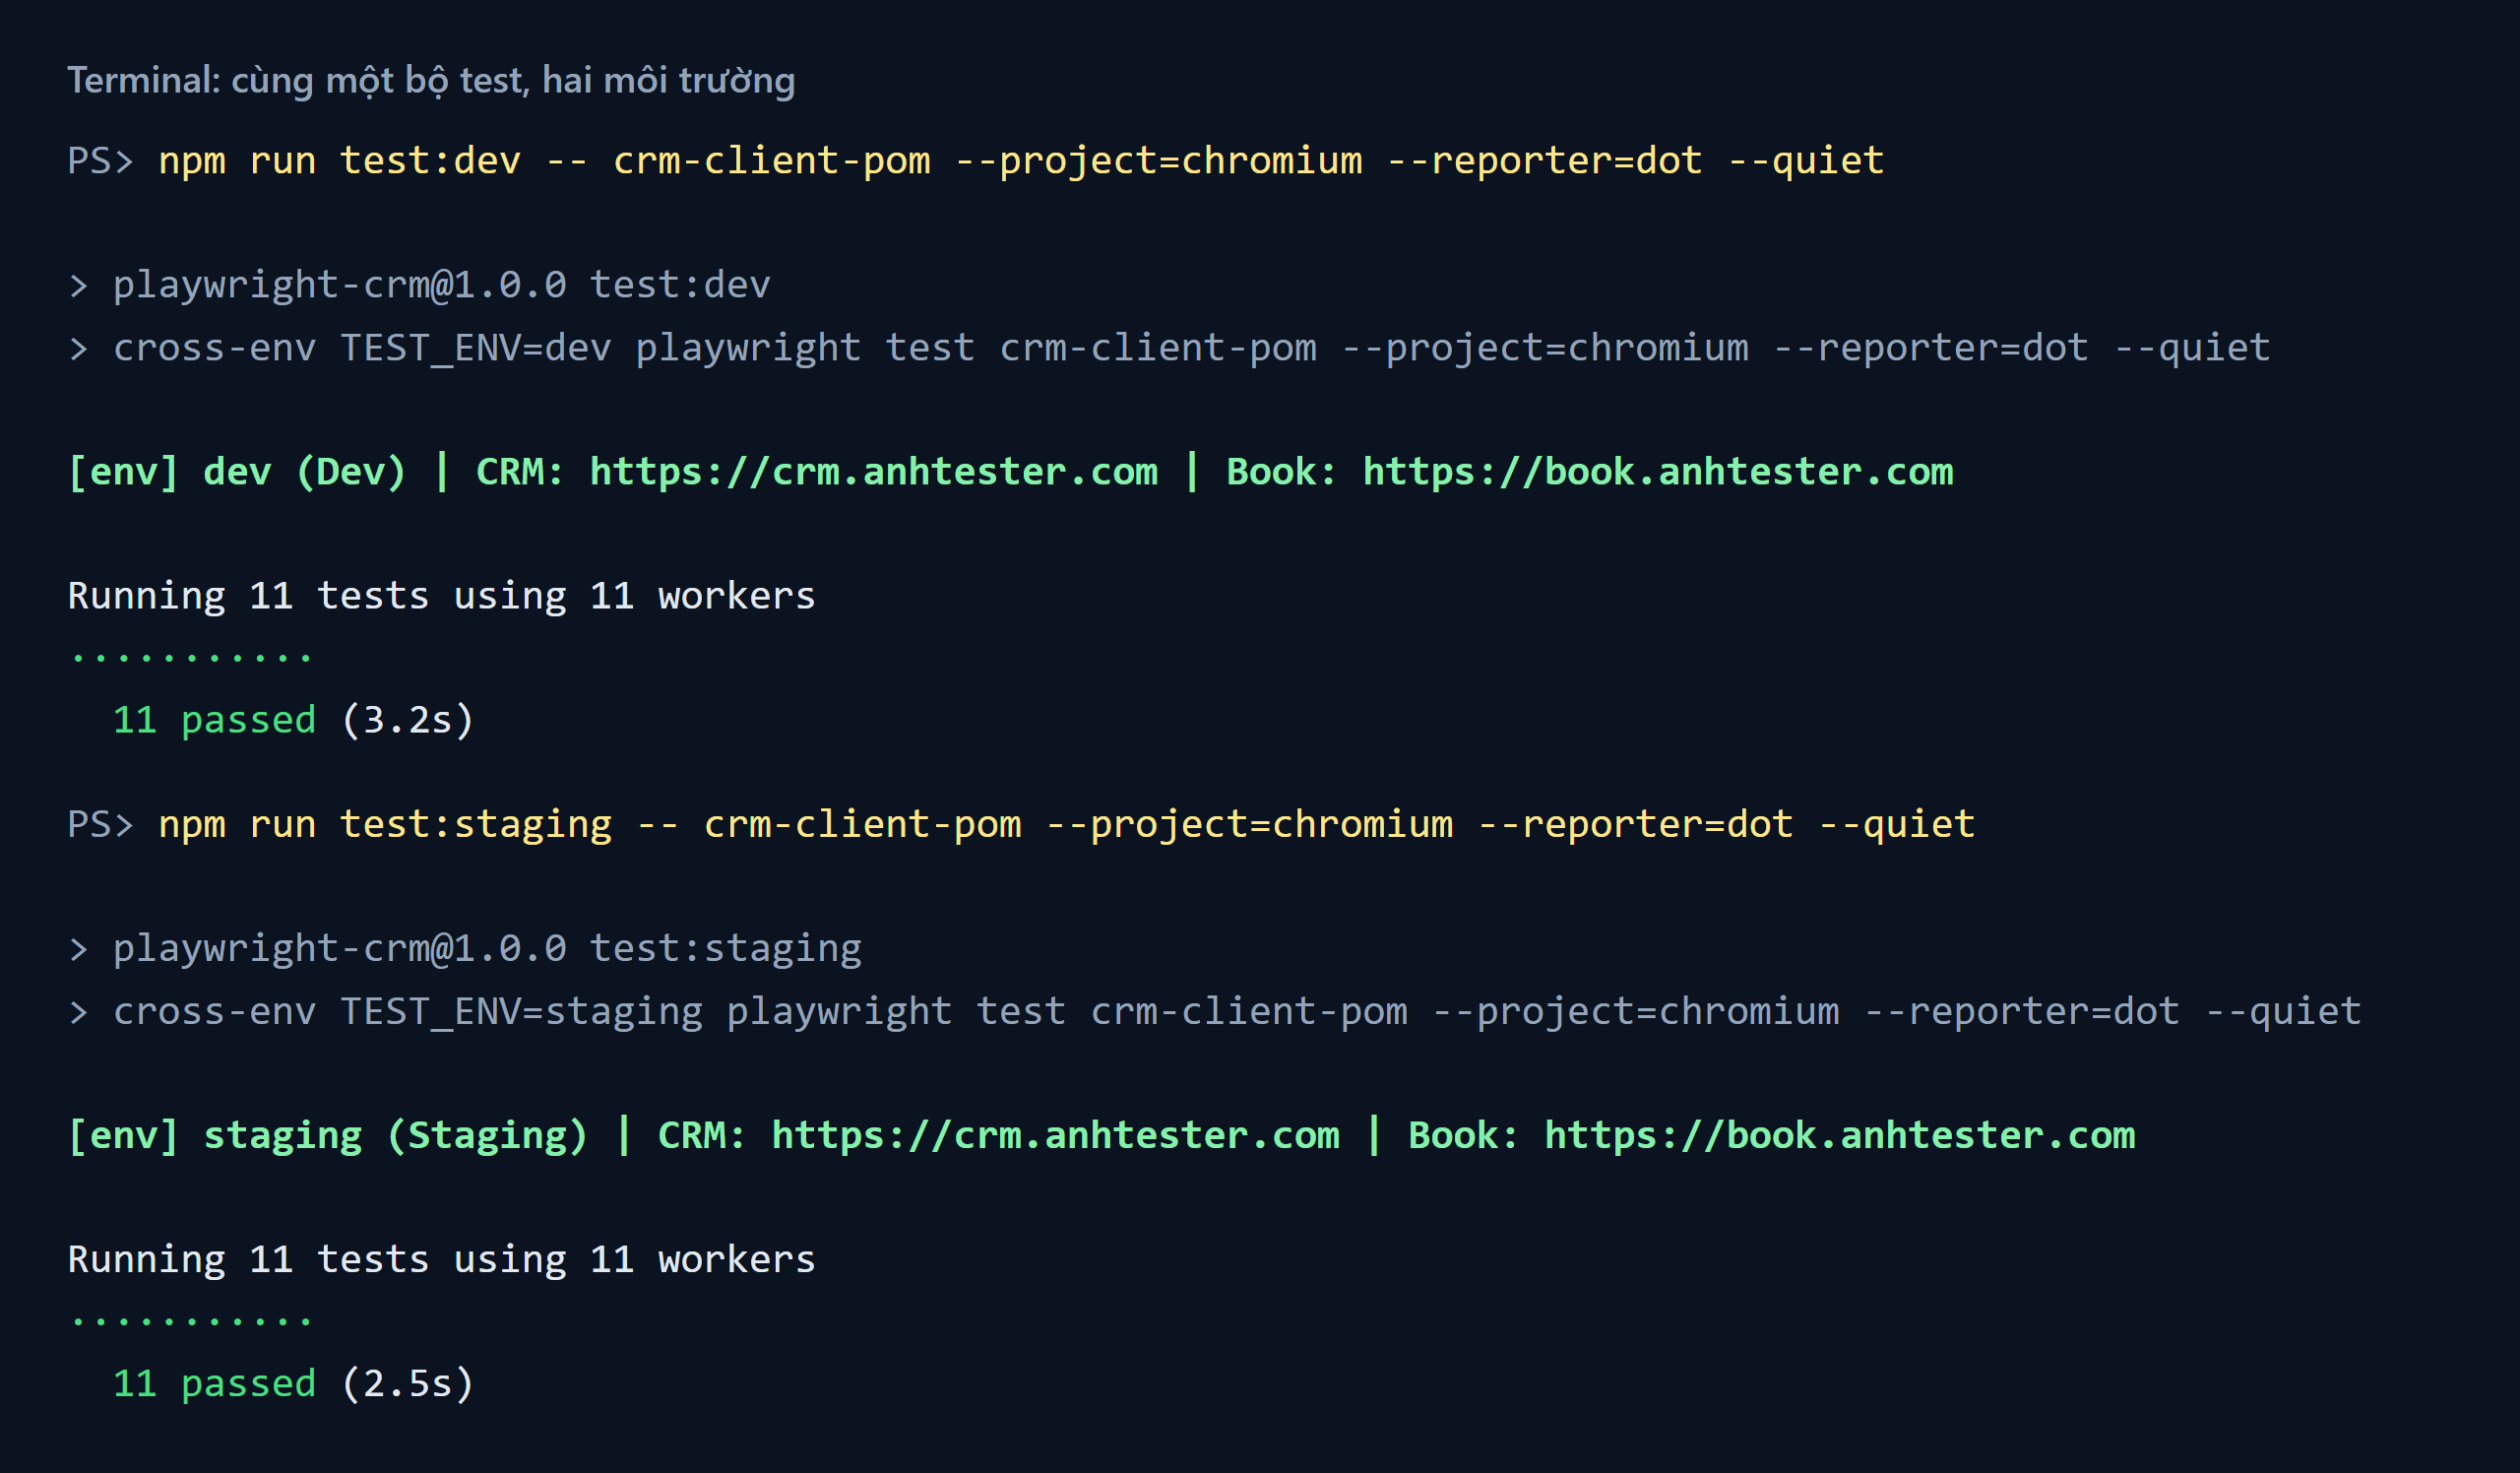 Terminal: cùng một bộ test, hai môi trường
PS> npm run test:dev -- crm-client-pom --project=chromium --reporter=dot --quiet
> playwright-crm@1.0.0 test:dev
> cross-env TEST_ENV=dev playwright test crm-client-pom --project=chromium --reporter=dot --quiet
[env] dev (Dev) | CRM: https://crm.anhtester.com | Book: https://book.anhtester.com
Running 11 tests using 11 workers
···········
11 passed (3.2s)
PS> npm run test:staging -- crm-client-pom --project=chromium --reporter=dot --quiet
> playwright-crm@1.0.0 test:staging
> cross-env TEST_ENV=staging playwright test crm-client-pom --project=chromium --reporter=dot --quiet
[env] staging (Staging) | CRM: https://crm.anhtester.com | Book: https://book.anhtester.com
Running 11 tests using 11 workers
···········
11 passed (2.5s)